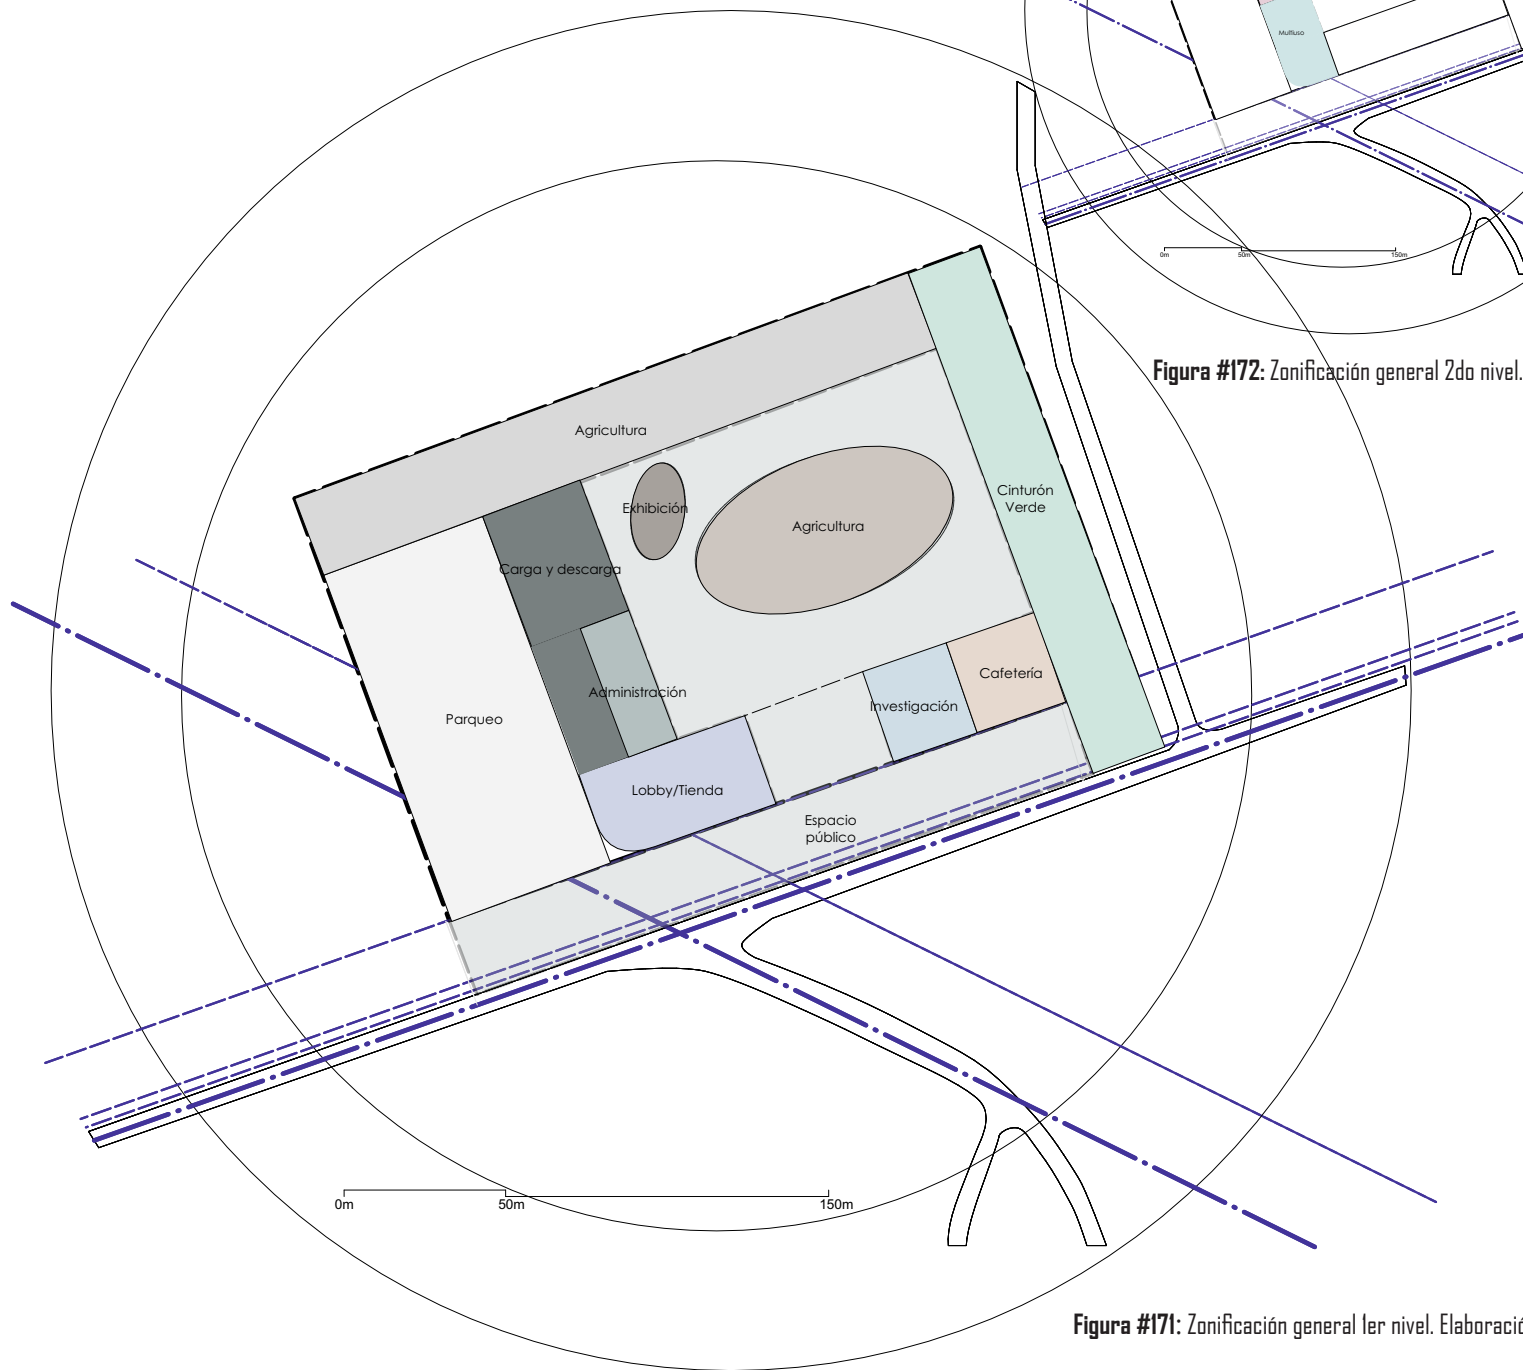 Multiuso
0m
50m
150m
Figura #172: Zonificación general 2do nivel.
Agricultura
Exhibición
Agricultura
Cinturón
Verde
Carga y descarga
Administración
Cafetería
Investigación
Parqueo
Lobby/Tienda
Espacio
público
0m
50m
150m
Figura #171: Zonificación general 1er nivel. Elaboració